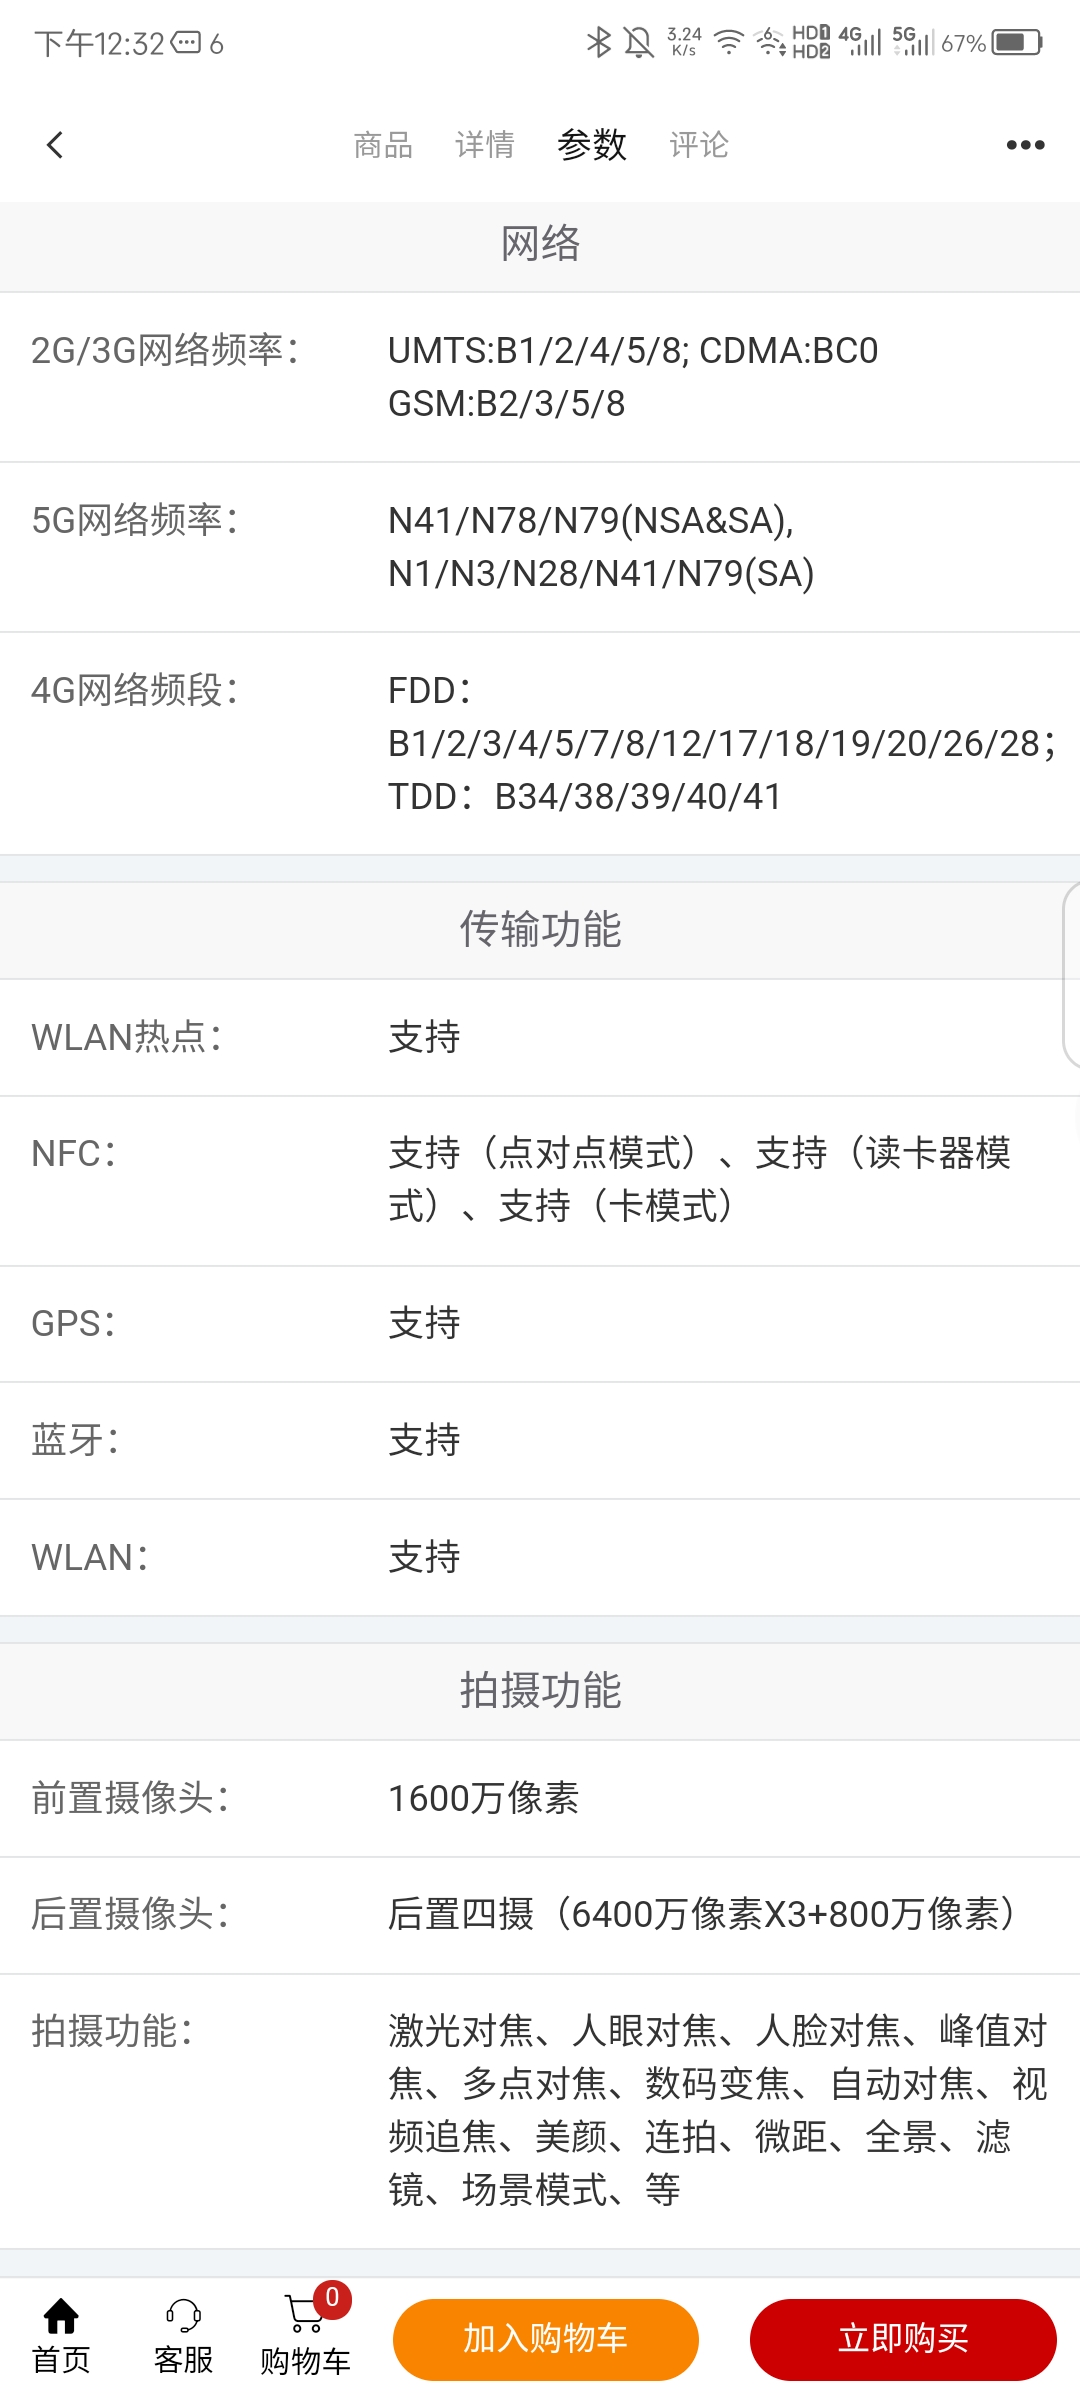 下午12:32 6 3.24 K/s 6 HD1 HD2 4G 5G 67%
商品 详情 参数 评论
网络
2G/3G网络频率： UMTS:B1/2/4/5/8; CDMA:BC0
GSM:B2/3/5/8
5G网络频率： N41/N78/N79(NSA&SA),
N1/N3/N28/N41/N79(SA)
4G网络频段： FDD：
B1/2/3/4/5/7/8/12/17/18/19/20/26/28；
TDD：B34/38/39/40/41
传输功能
WLAN热点： 支持
NFC： 支持（点对点模式）、支持（读卡器模
式）、支持（卡模式）
GPS： 支持
蓝牙： 支持
WLAN： 支持
拍摄功能
前置摄像头： 1600万像素
后置摄像头： 后置四摄（6400万像素X3+800万像素）
拍摄功能： 激光对焦、人眼对焦、人脸对焦、峰值对
焦、多点对焦、数码变焦、自动对焦、视
频追焦、美颜、连拍、微距、全景、滤
镜、场景模式、等
首页 客服 购物车 0 加入购物车 立即购买